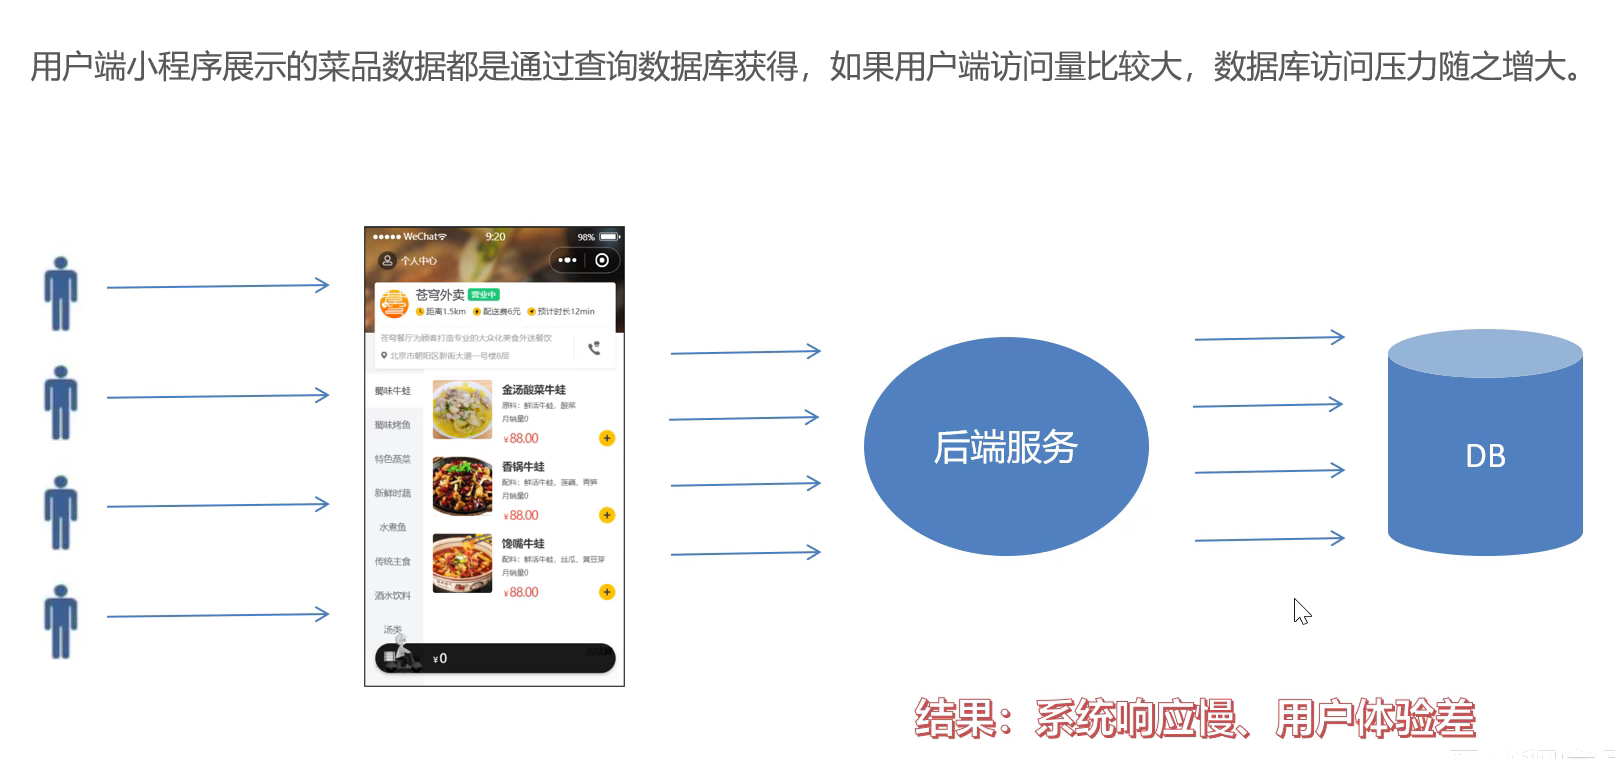 用户端小程序展示的菜品数据都是通过查询数据库获得，如果用户端访问量比较大，数据库访问压力随之增大。
WeChat 9:20 98%
个人中心
苍穹外卖 营业中
距离1.5km 配送费6元 预计时长12min
苍穹餐厅为顾客打造专业的大众化美食外送餐饮
北京市朝阳区新街大道一号楼8层
蜀味牛蛙
蜀味烤鱼
特色蒸菜
新鲜时蔬
水煮鱼
传统主食
酒水饮料
汤类
金汤酸菜牛蛙
原料：鲜活牛蛙，酸菜
月销量0
¥88.00
香锅牛蛙
配料：鲜活牛蛙，莲藕，青笋
月销量0
¥88.00
馋嘴牛蛙
配料：鲜活牛蛙，丝瓜，黄豆芽
月销量0
¥88.00
¥0
后端服务
DB
结果：系统响应慢、用户体验差